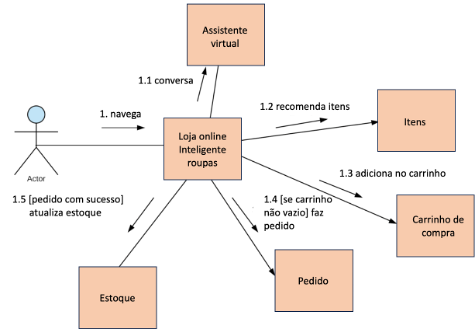 Assistente
virtual
1.1 conversa
1. navega
1.2 recomenda itens
Loja online
Inteligente
roupas
Itens
Actor
1.3 adiciona no carrinho
1.5 [pedido com sucesso]
atualiza estoque
1.4 [se carrinho
não vazio] faz
pedido
Carrinho de
compra
Estoque
Pedido